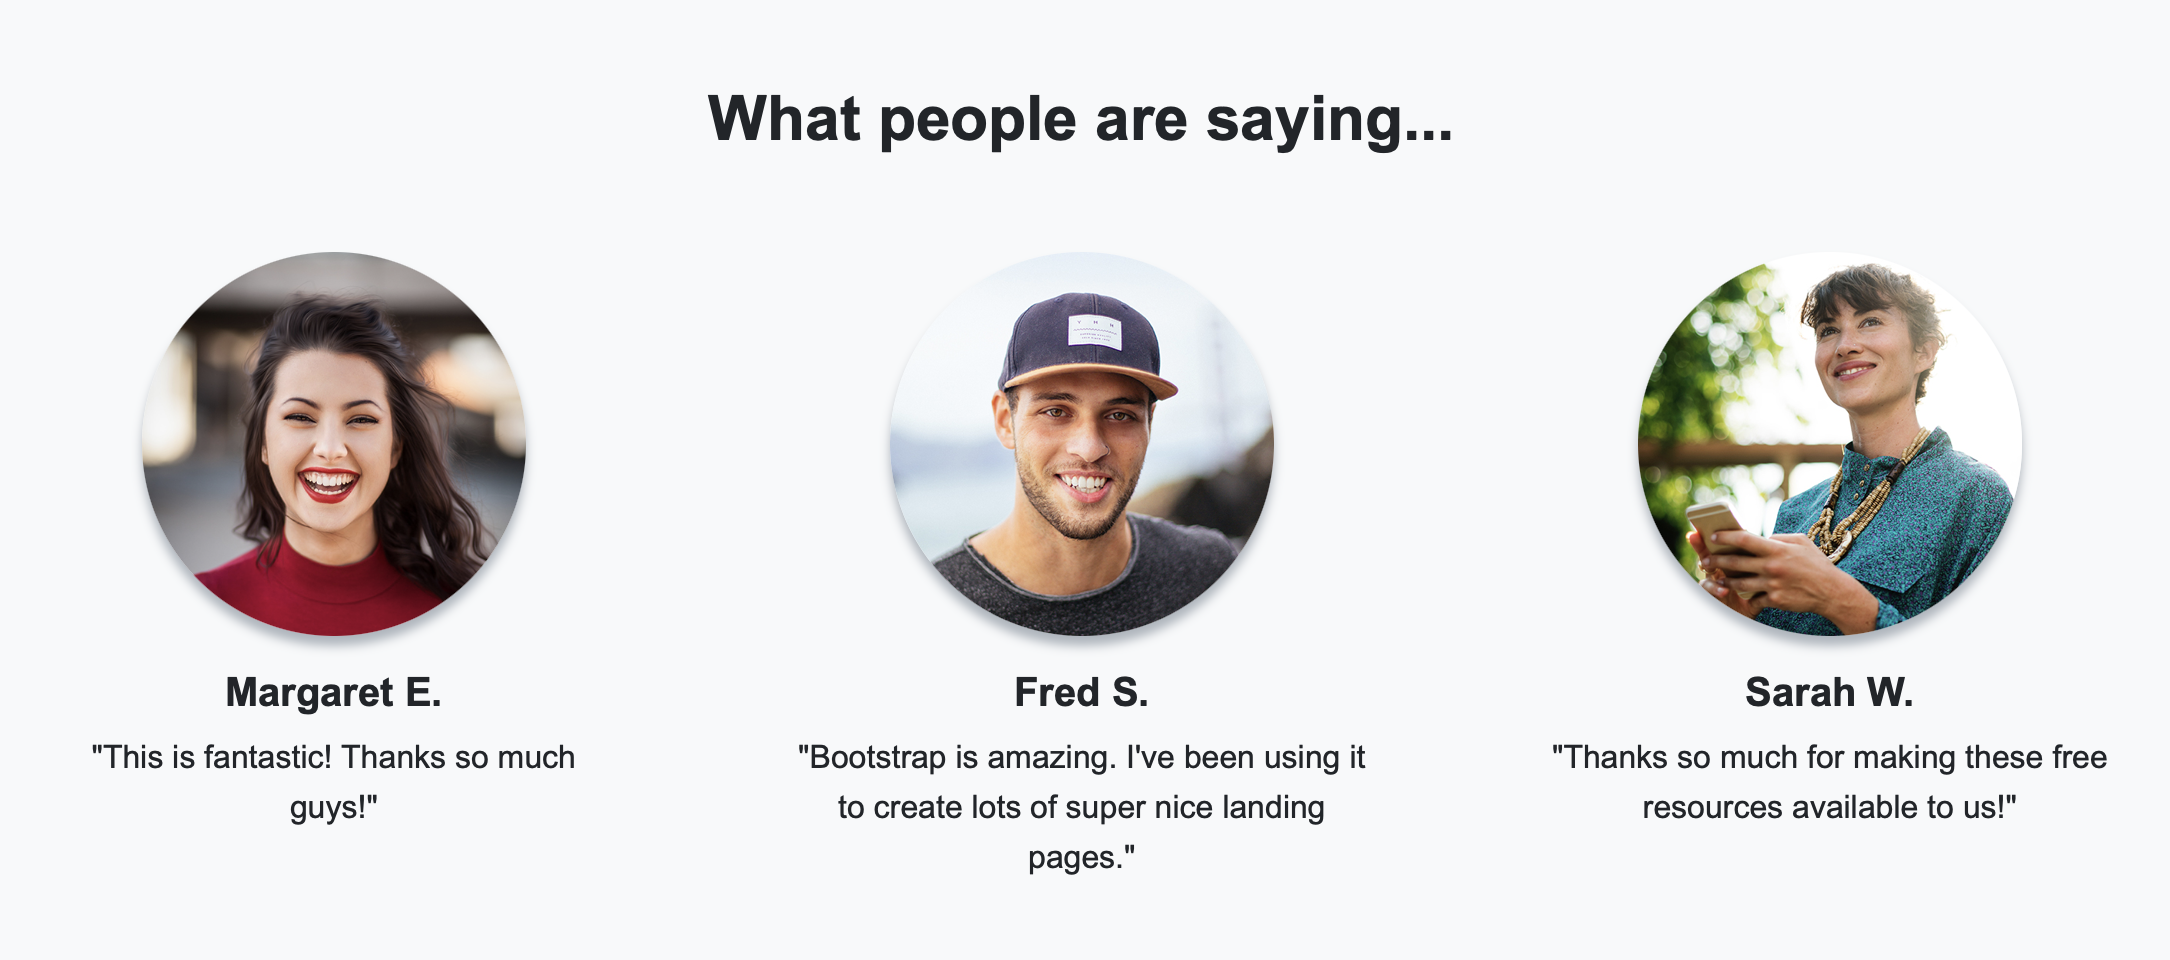 What people are saying...
Margaret E.
"This is fantastic! Thanks so much
guys!"
Fred S.
"Bootstrap is amazing. I've been using it
to create lots of super nice landing
pages."
Sarah W.
"Thanks so much for making these free
resources available to us!"